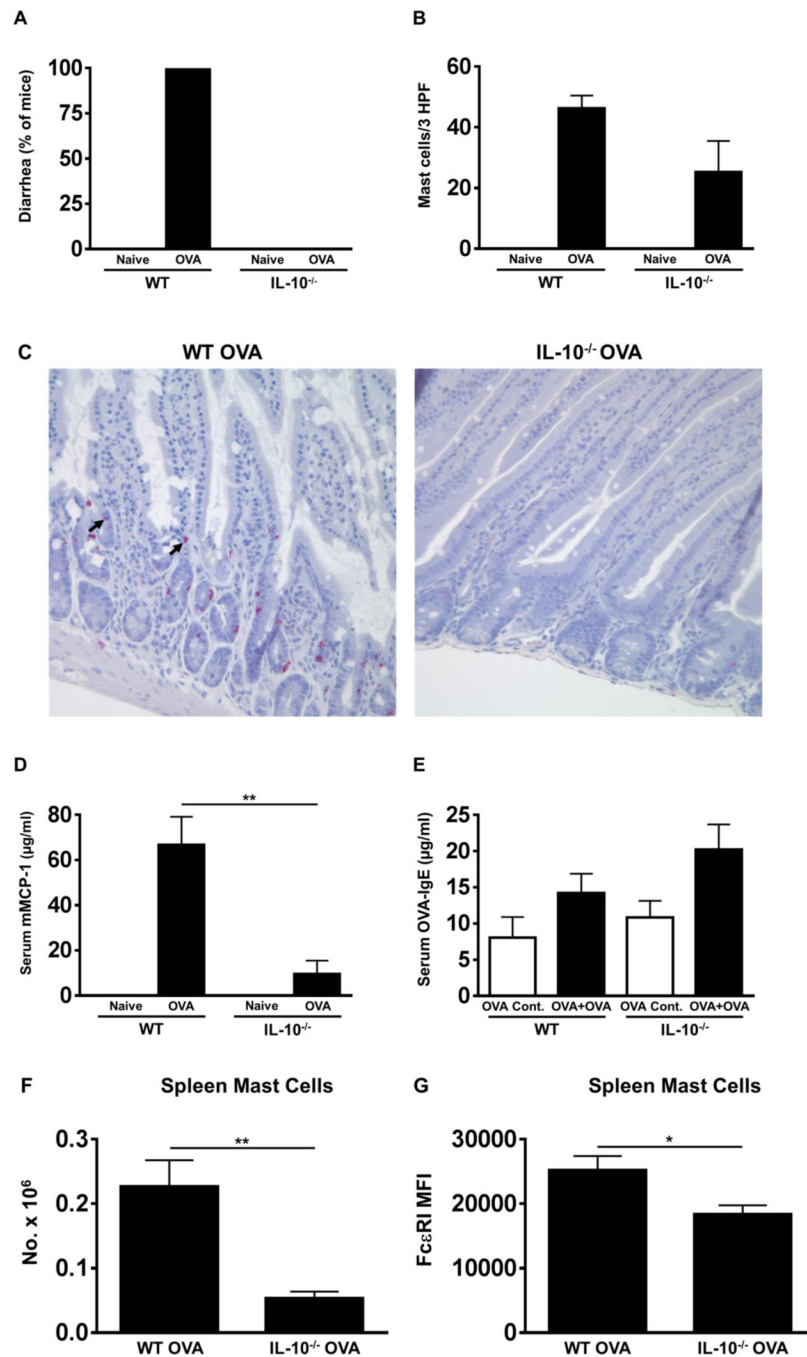 A
Diarrhea (% of mice)
100
75
50
25
0
Naive OVA Naive OVA
WT IL-10-/-
B
Mast cells/3 HPF
60
40
20
0
Naive OVA Naive OVA
WT IL-10-/-
C
WT OVA
IL-10-/- OVA
D
Serum mMCP-1 (µg/ml)
80
60
40
20
0
**
Naive OVA Naive OVA
WT IL-10-/-
E
Serum OVA-IgE (µg/ml)
25
20
15
10
5
0
OVA Cont. OVA+OVA OVA Cont. OVA+OVA
WT IL-10-/-
F
Spleen Mast Cells
No. x 10⁶
0.3
0.2
0.1
0.0
**
WT OVA IL-10-/- OVA
G
Spleen Mast Cells
FcεRI MFI
30000
20000
10000
0
*
WT OVA IL-10-/- OVA